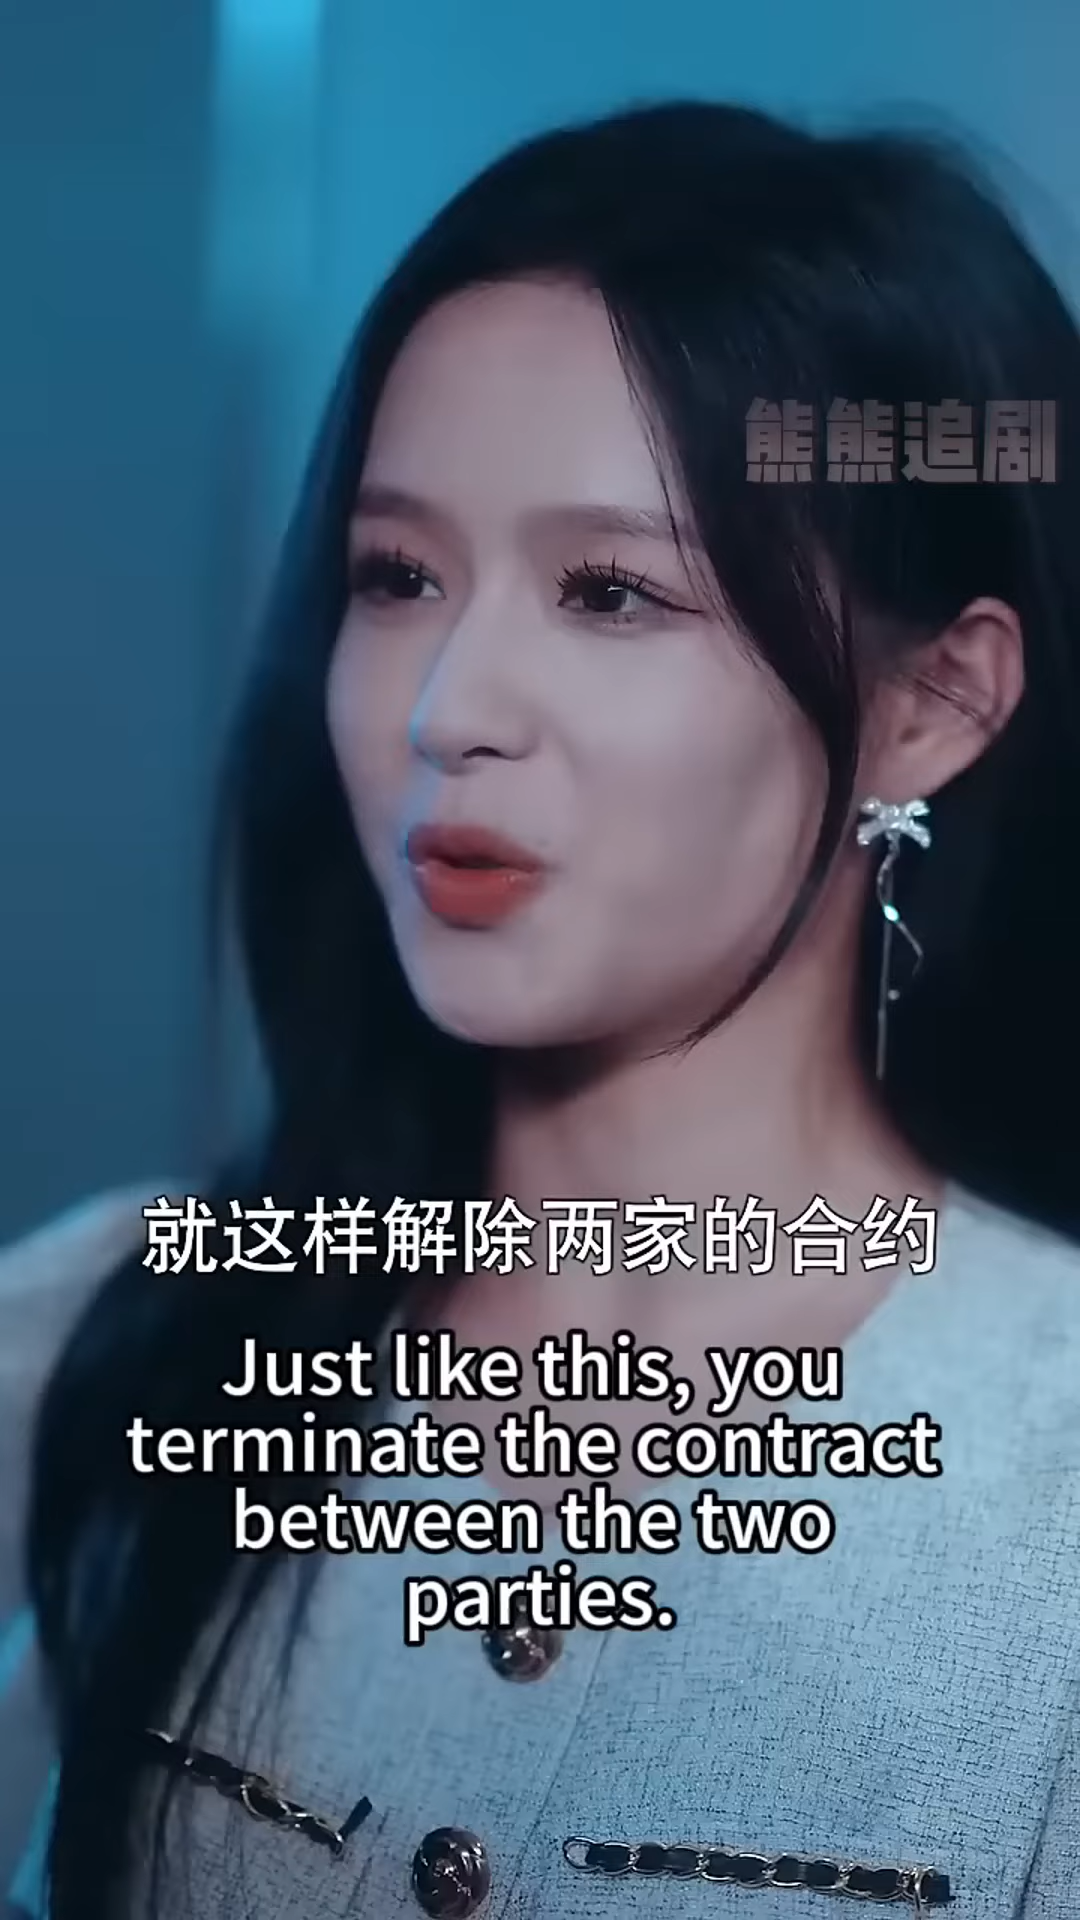 熊熊追剧
就这样解除两家的合约
Just like this, you
terminate the contract
between the two
parties.